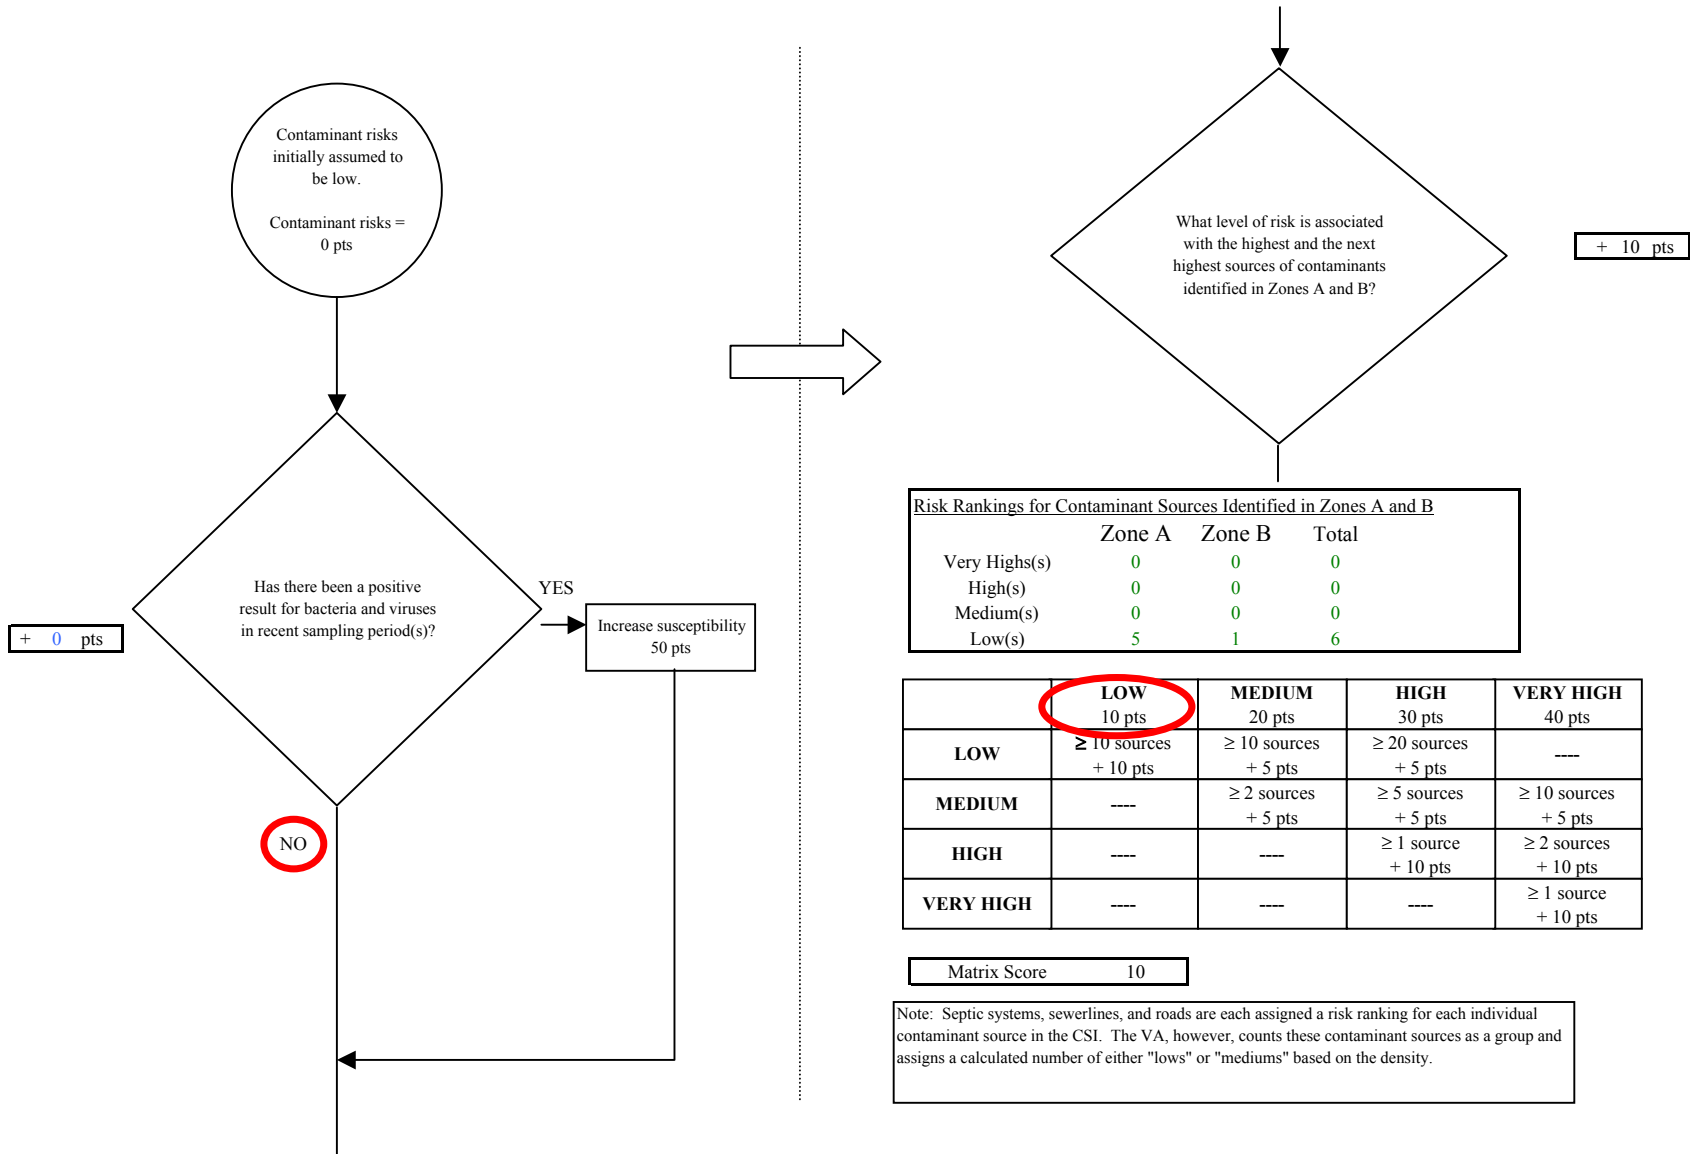 Contaminant risks
initially assumed to
be low.
Contaminant risks =
0 pts
Has there been a positive
result for bacteria and viruses
in recent sampling period(s)?
+ 0 pts
YES
Increase susceptibility
50 pts
NO
What level of risk is associated
with the highest and the next
highest sources of contaminants
identified in Zones A and B?
+ 10 pts
Risk Rankings for Contaminant Sources Identified in Zones A and B
Zone A Zone B Total
Very Highs(s) 0 0 0
High(s) 0 0 0
Medium(s) 0 0 0
Low(s) 5 1 6
LOW MEDIUM HIGH VERY HIGH
10 pts 20 pts 30 pts 40 pts
LOW ≥ 10 sources ≥ 10 sources ≥ 20 sources ----
+ 10 pts + 5 pts + 5 pts
MEDIUM ---- ≥ 2 sources ≥ 5 sources ≥ 10 sources
+ 5 pts + 5 pts + 5 pts
HIGH ---- ---- ≥ 1 source ≥ 2 sources
+ 10 pts + 10 pts
VERY HIGH ---- ---- ---- ≥ 1 source
+ 10 pts
Matrix Score 10
Note: Septic systems, sewerlines, and roads are each assigned a risk ranking for each individual
contaminant source in the CSI. The VA, however, counts these contaminant sources as a group and
assigns a calculated number of either "lows" or "mediums" based on the density.